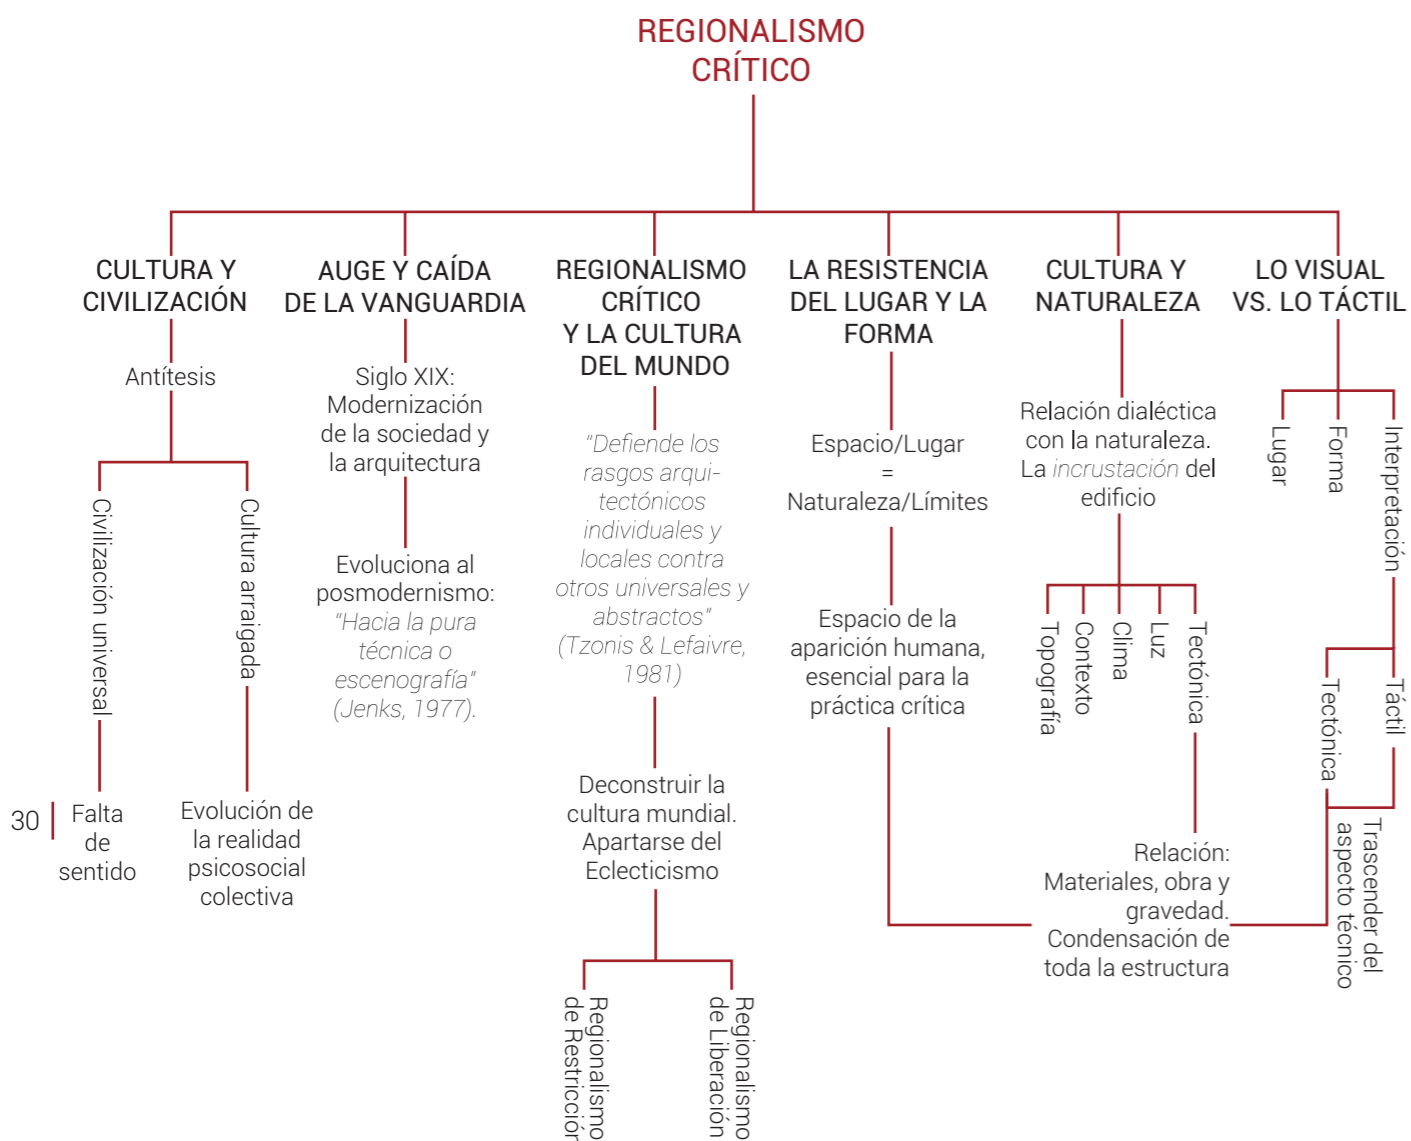 REGIONALISMO
CRÍTICO
CULTURA Y
CIVILIZACIÓN
Antítesis
Civilización universal
Cultura arraigada
Falta
de
sentido
Evolución de
la realidad
psicosocial
colectiva
30
AUGE Y CAÍDA
DE LA VANGUARDIA
Siglo XIX:
Modernización
de la sociedad y
la arquitectura
Evoluciona al
posmodernismo:
"Hacia la pura
técnica o
escenografía"
(Jenks, 1977).
REGIONALISMO
CRÍTICO
Y LA CULTURA
DEL MUNDO
"Defiende los
rasgos arqui-
tectónicos
individuales y
locales contra
otros universales y
abstractos"
(Tzonis & Lefaivre,
1981)
Deconstruir la
cultura mundial.
Apartarse del
Eclecticismo
Regionalismo
de Restricción
Regionalismo
de Liberación
LA RESISTENCIA
DEL LUGAR Y LA
FORMA
Espacio/Lugar
=
Naturaleza/Límites
Espacio de la
aparición humana,
esencial para la
práctica crítica
CULTURA Y
NATURALEZA
Relación dialéctica
con la naturaleza.
La incrustación del
edificio
Topografía
Contexto
Clima
Luz
Tectónica
Relación:
Materiales, obra y
gravedad.
Condensación de
toda la estructura
LO VISUAL
VS. LO TÁCTIL
Lugar
Forma
Interpretación
Tectónica
Táctil
Trascender del
aspecto técnico